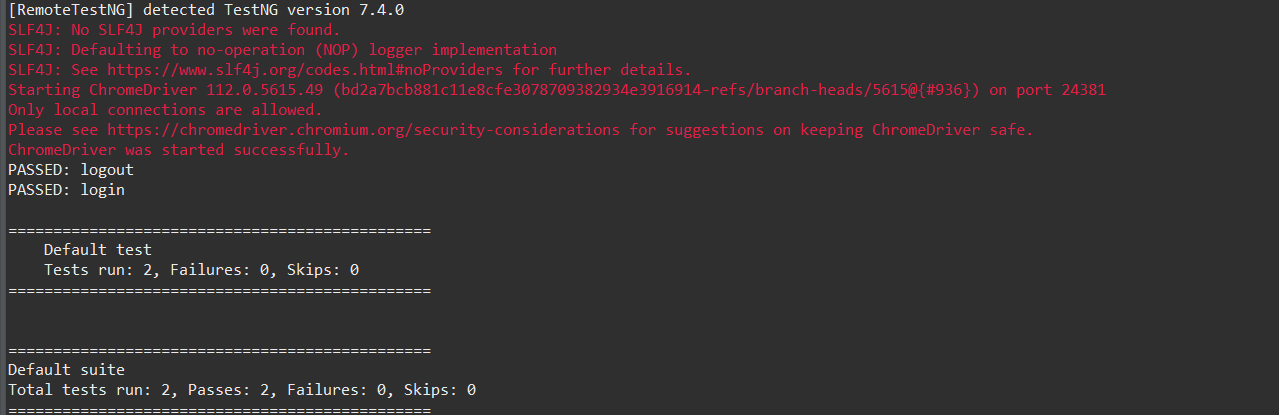 [RemoteTestNG] detected TestNG version 7.4.0
SLF4J: No SLF4J providers were found.
SLF4J: Defaulting to no-operation (NOP) logger implementation
SLF4J: See https://www.slf4j.org/codes.html#noProviders for further details.
Starting ChromeDriver 112.0.5615.49 (bd2a7bcb881c11e8cfe3078709382934e3916914-refs/branch-heads/5615@{#936}) on port 24381
Only local connections are allowed.
Please see https://chromedriver.chromium.org/security-considerations for suggestions on keeping ChromeDriver safe.
ChromeDriver was started successfully.
PASSED: logout
PASSED: login
===============================================
Default test
Tests run: 2, Failures: 0, Skips: 0
===============================================
===============================================
Default suite
Total tests run: 2, Passes: 2, Failures: 0, Skips: 0
===============================================